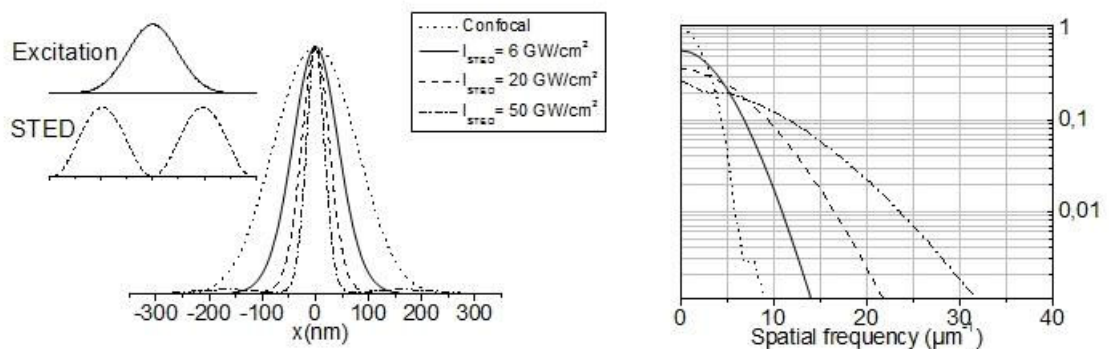 Excitation
STED
Confocal
I_STED = 6 GW/cm²
I_STED = 20 GW/cm²
I_STED = 50 GW/cm²
-300 -200 -100 0 100 200 300
x(nm)
1
0,1
0,01
0 10 20 30 40
Spatial frequency (µm⁻¹)